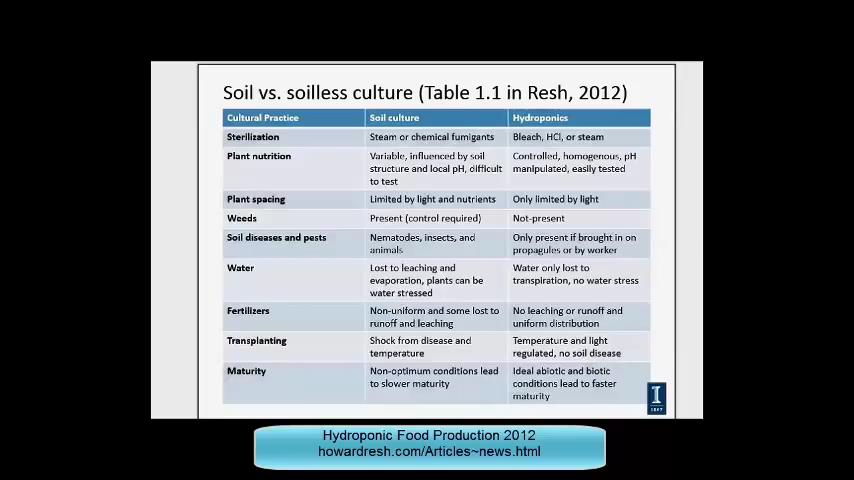 Soil vs. soilless culture (Table 1.1 in Resh, 2012)
Cultural Practice Soil culture Hydroponics
Sterilization Steam or chemical fumigants Bleach, HCl, or steam
Plant nutrition Variable, influenced by soil Controlled, homogenous, pH
structure and local pH, difficult manipulated, easily tested
to test
Plant spacing Limited by light and nutrients Only limited by light
Weeds Present (control required) Not-present
Soil diseases and pests Nematodes, insects, and Only present if brought in on
animals propagules or by worker
Water Lost to leaching and Water only lost to
evaporation, plants can be transpiration, no water stress
water stressed
Fertilizers Non-uniform and some lost to No leaching or runoff and
runoff and leaching uniform distribution
Transplanting Shock from disease and Temperature and light
temperature regulated, no soil disease
Maturity Non-optimum conditions lead Ideal abiotic and biotic
to slower maturity conditions lead to faster
maturity
I
1867
Hydroponic Food Production 2012
howardresh.com/Articles~news.html